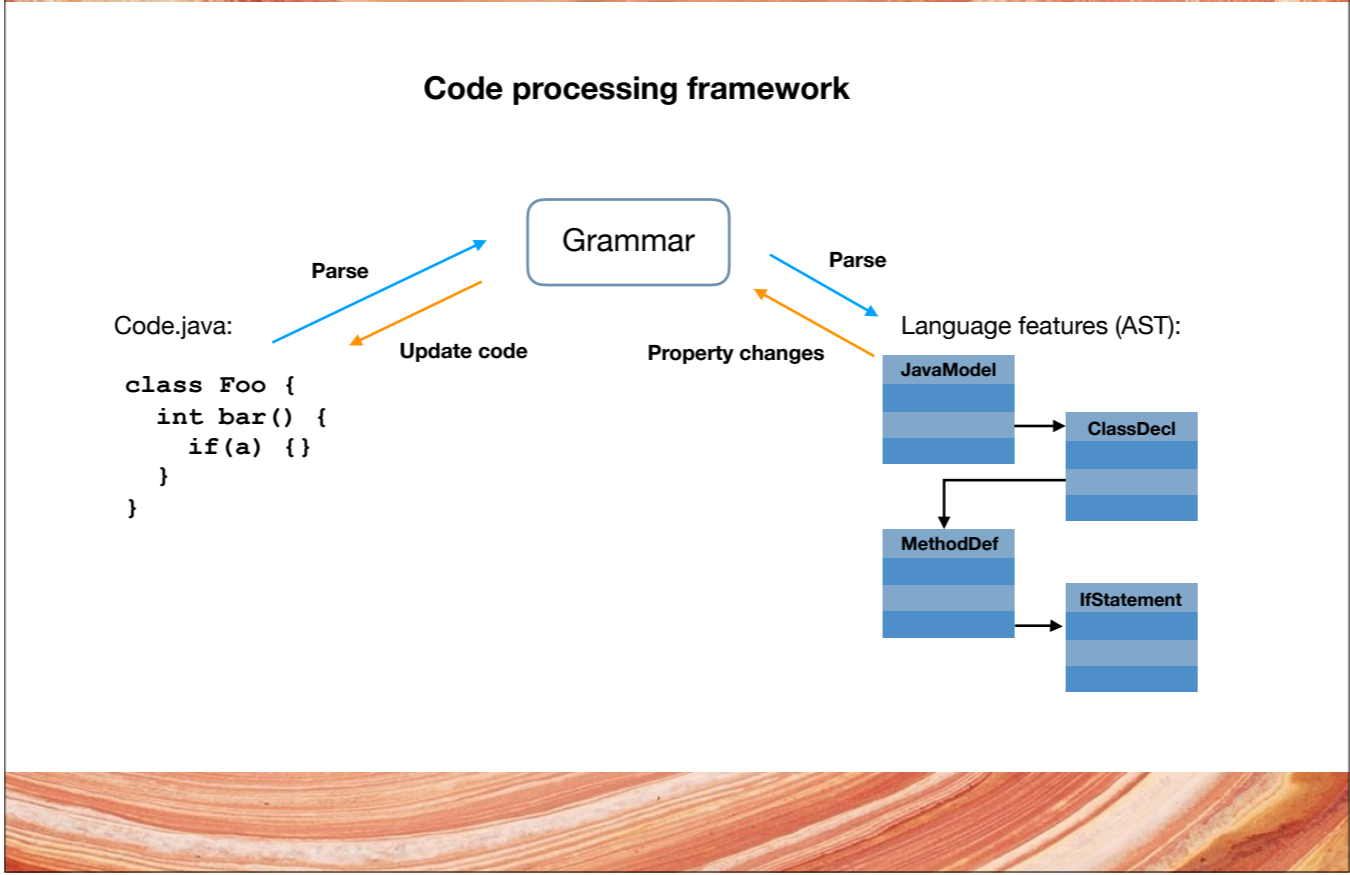 Code processing framework
Grammar
Parse
Parse
Code.java:
Update code
Property changes
Language features (AST):
class Foo {
  int bar() {
    if(a) {}
  }
}
JavaModel
ClassDecl
MethodDef
IfStatement